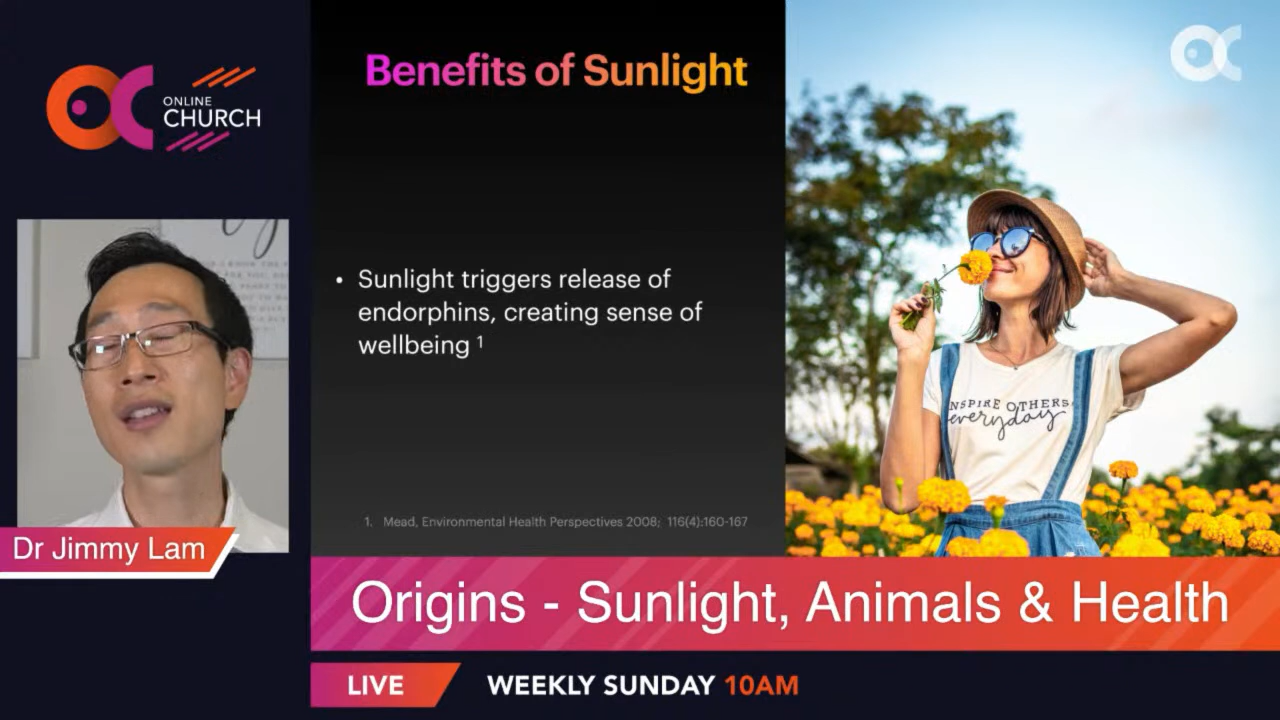 ONLINE
CHURCH
Benefits of Sunlight
• Sunlight triggers release of
endorphins, creating sense of
wellbeing 1
1. Mead, Environmental Health Perspectives 2008; 116(4):160-167
NSPIRE OTHERS
everyday
Dr Jimmy Lam
Origins - Sunlight, Animals & Health
LIVE
WEEKLY SUNDAY 10AM